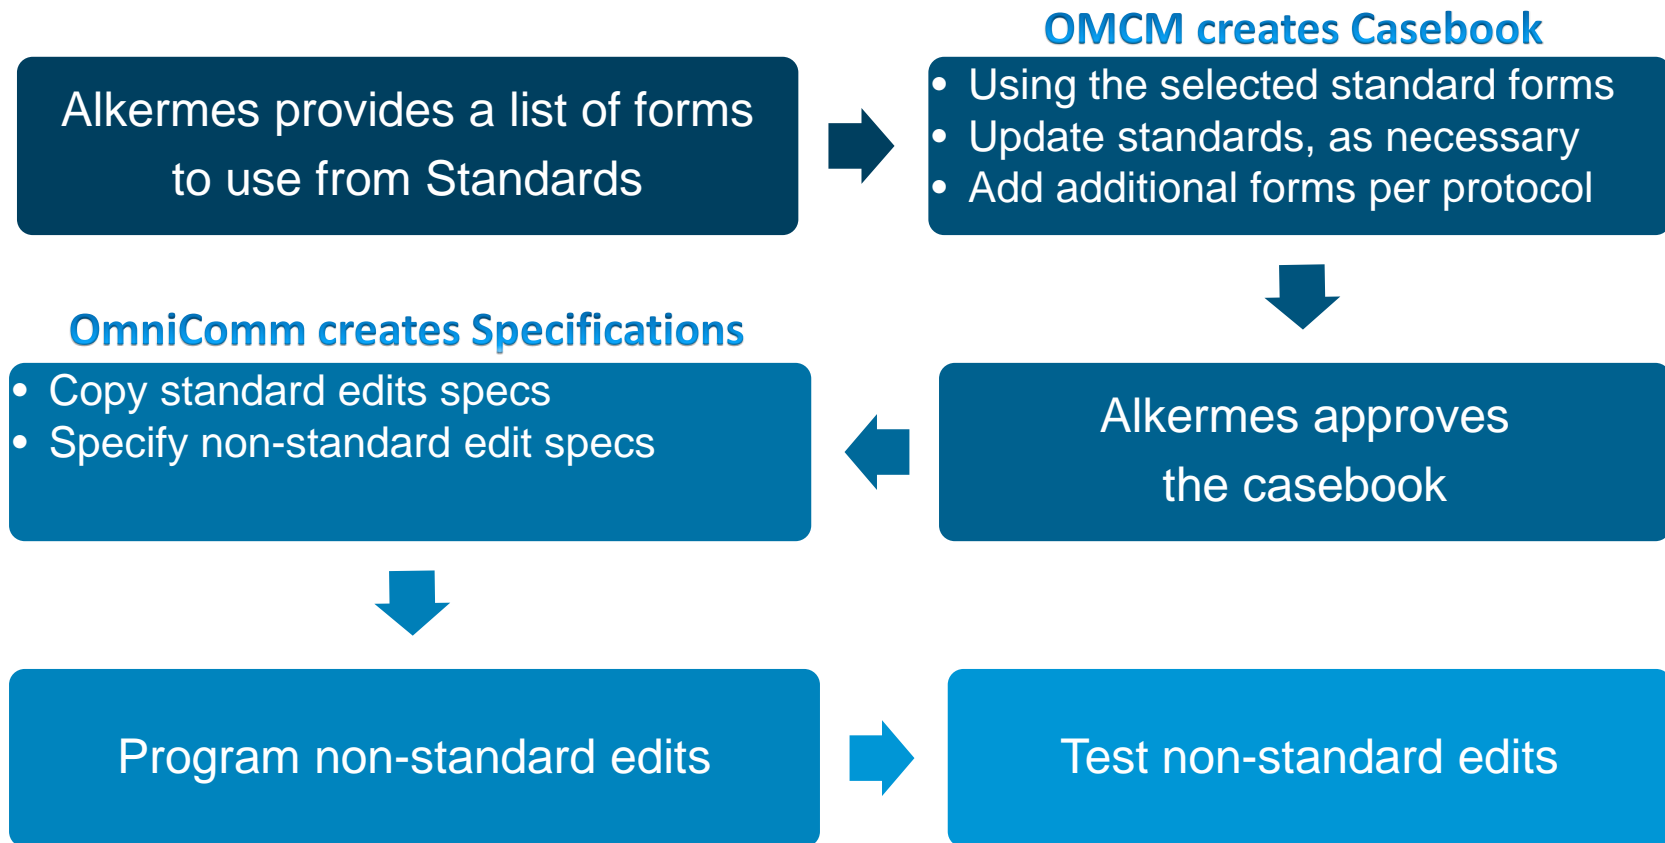 Alkermes provides a list of forms
to use from Standards
OMCM creates Casebook
• Using the selected standard forms
• Update standards, as necessary
• Add additional forms per protocol
Alkermes approves
the casebook
OmniComm creates Specifications
• Copy standard edits specs
• Specify non-standard edit specs
Program non-standard edits
Test non-standard edits